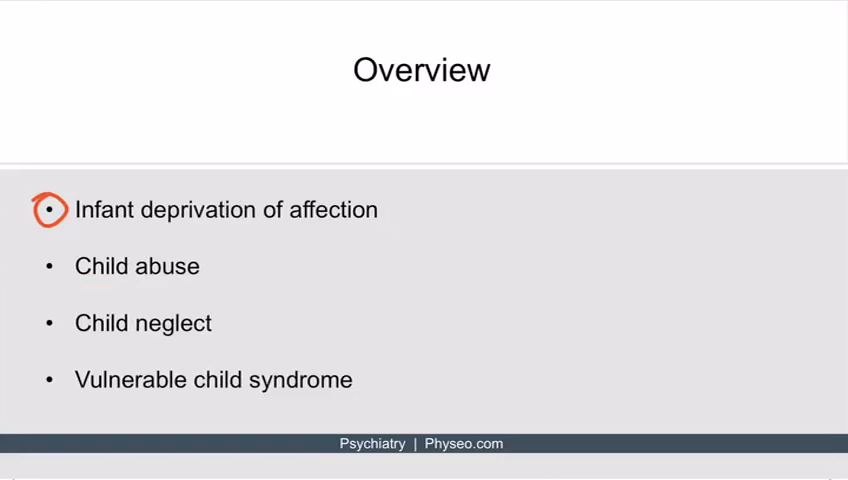 Overview
• Infant deprivation of affection
• Child abuse
• Child neglect
• Vulnerable child syndrome
Psychiatry | Physeo.com